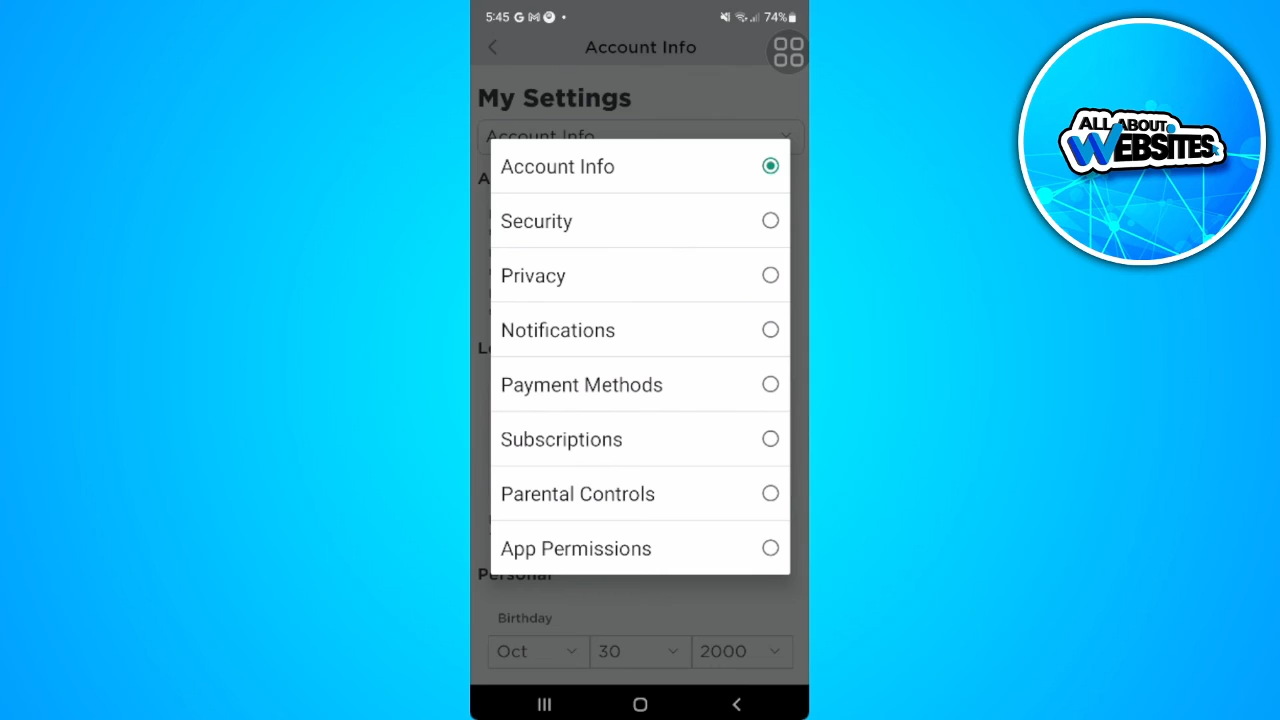 5:45
74%
Account Info
My Settings
Account Info
Account Info
Security
Privacy
Notifications
Payment Methods
Subscriptions
Parental Controls
App Permissions
Personal
Birthday
Oct 30 2000
ALL ABOUT
WEBSITES